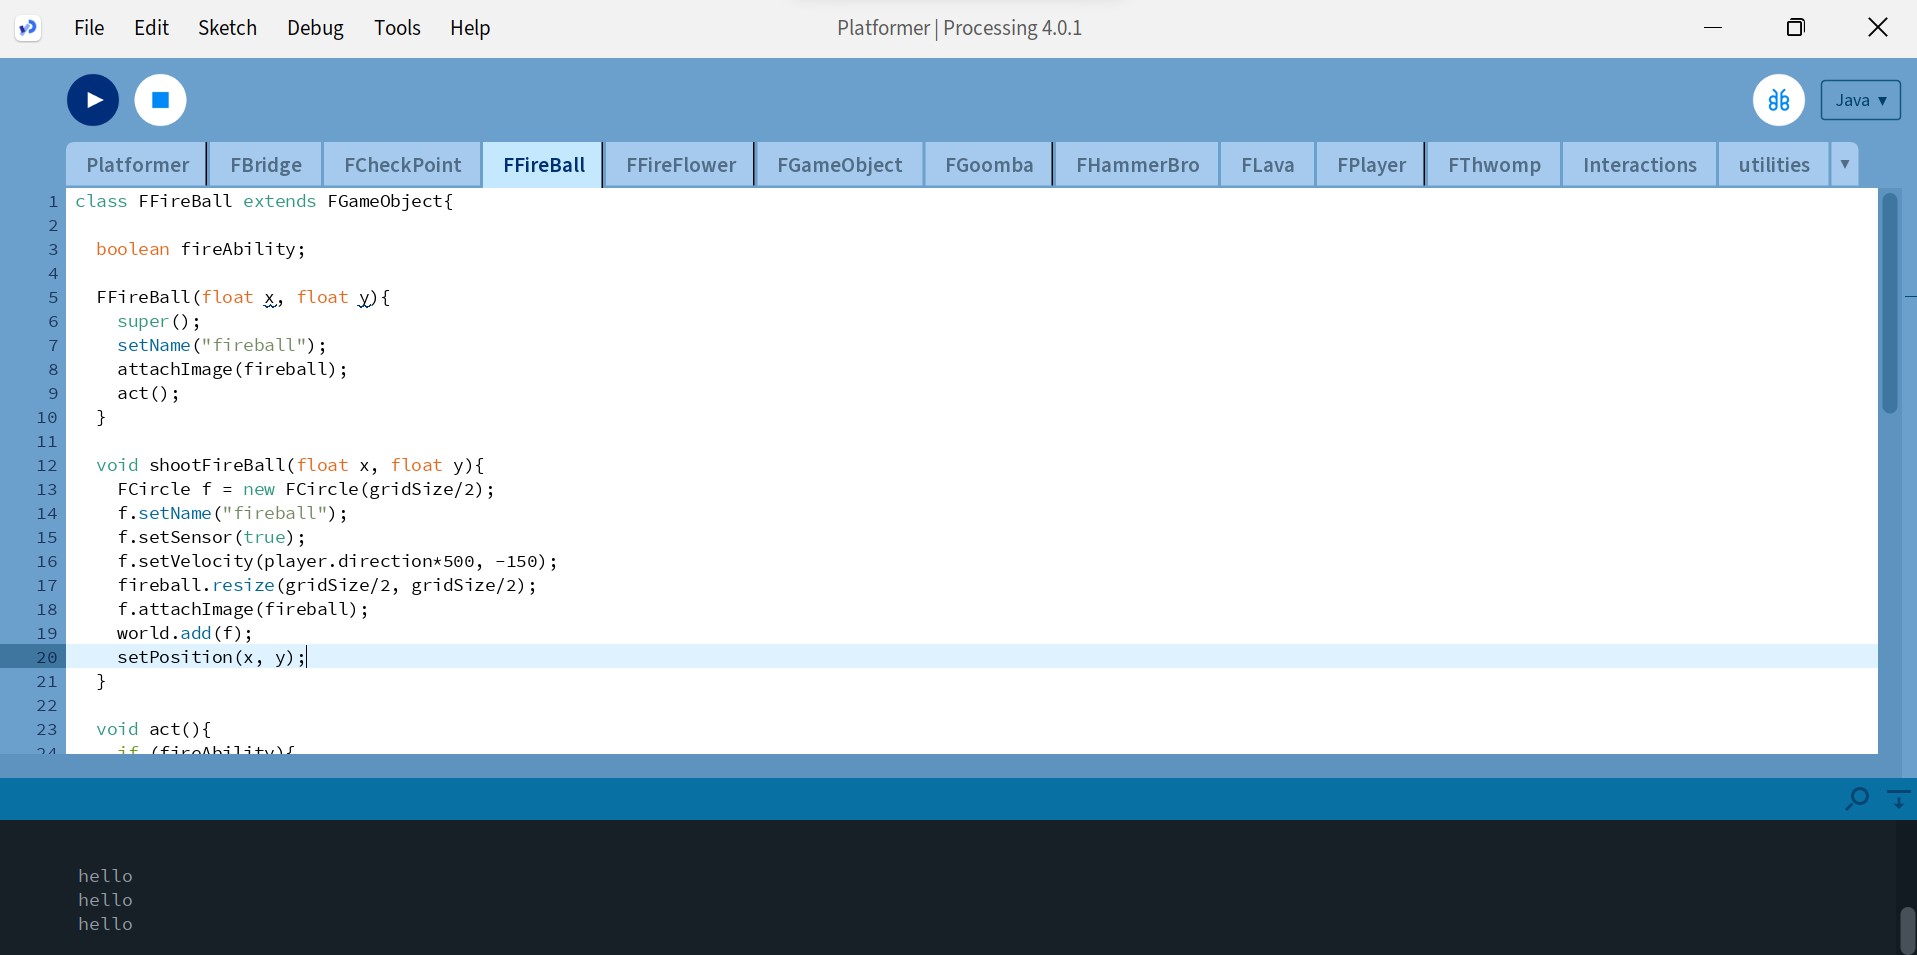 File Edit Sketch Debug Tools Help Platformer | Processing 4.0.1
Java ▾
Platformer FBridge FCheckPoint FFireBall FFireFlower FGameObject FGoomba FHammerBro FLava FPlayer FThwomp Interactions utilities ▾
1 class FFireBall extends FGameObject{
2
3 boolean fireAbility;
4
5 FFireBall(float x, float y){
6 super();
7 setName("fireball");
8 attachImage(fireball);
9 act();
10 }
11
12 void shootFireBall(float x, float y){
13 FCircle f = new FCircle(gridSize/2);
14 f.setName("fireball");
15 f.setSensor(true);
16 f.setVelocity(player.direction*500, -150);
17 fireball.resize(gridSize/2, gridSize/2);
18 f.attachImage(fireball);
19 world.add(f);
20 setPosition(x, y);
21 }
22
23 void act(){
24 if (fireAbility){
hello
hello
hello